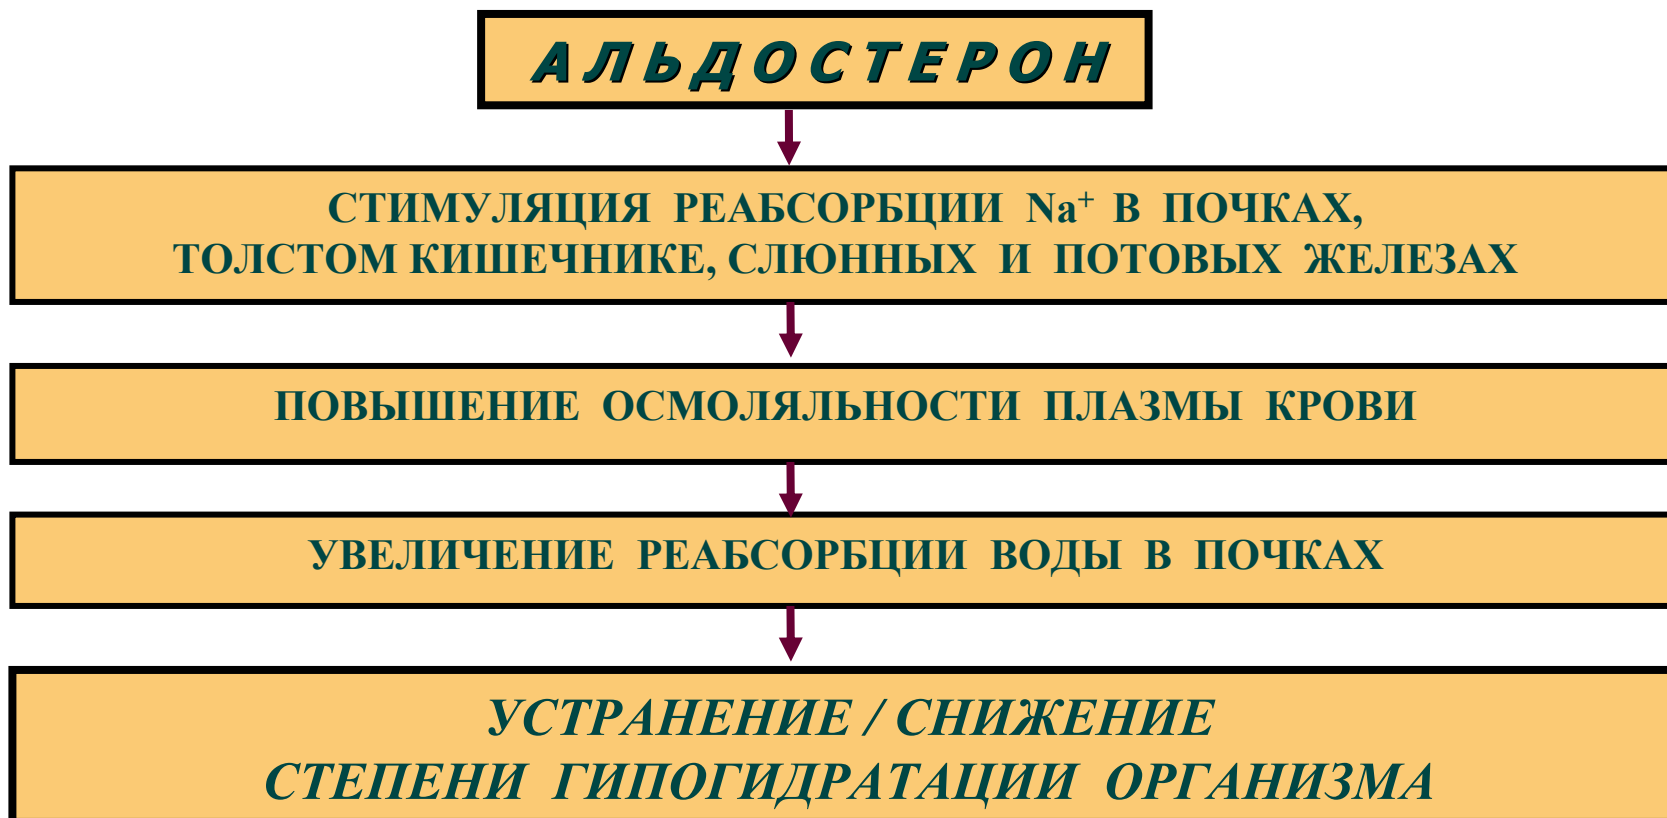 АЛЬДОСТЕРОН
СТИМУЛЯЦИЯ РЕАБСОРБЦИИ Na⁺ В ПОЧКАХ,
ТОЛСТОМ КИШЕЧНИКЕ, СЛЮННЫХ И ПОТОВЫХ ЖЕЛЕЗАХ
ПОВЫШЕНИЕ ОСМОЛЯЛЬНОСТИ ПЛАЗМЫ КРОВИ
УВЕЛИЧЕНИЕ РЕАБСОРБЦИИ ВОДЫ В ПОЧКАХ
УСТРАНЕНИЕ / СНИЖЕНИЕ
СТЕПЕНИ ГИПОГИДРАТАЦИИ ОРГАНИЗМА